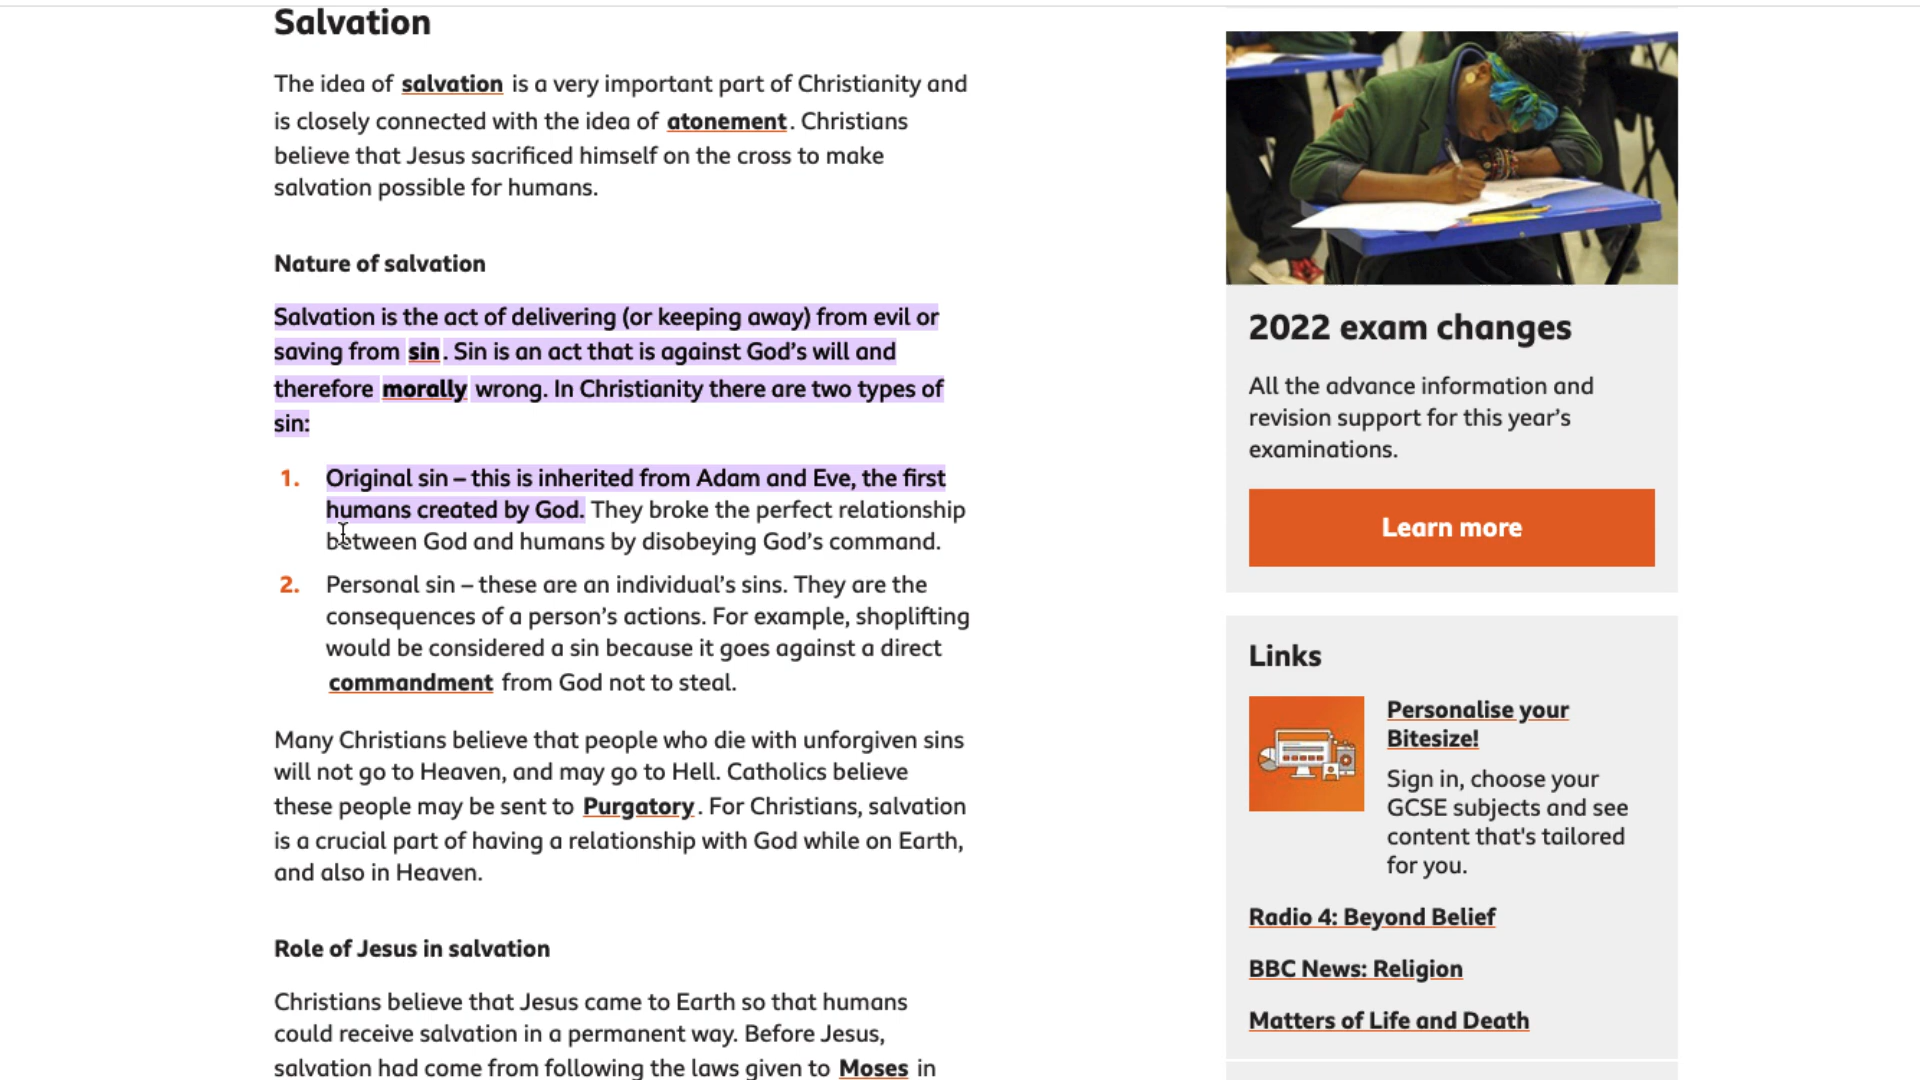 Salvation
The idea of salvation is a very important part of Christianity and
is closely connected with the idea of atonement. Christians
believe that Jesus sacrificed himself on the cross to make
salvation possible for humans.
Nature of salvation
Salvation is the act of delivering (or keeping away) from evil or
saving from sin. Sin is an act that is against God’s will and
therefore morally wrong. In Christianity there are two types of
sin:
1. Original sin – this is inherited from Adam and Eve, the first
humans created by God. They broke the perfect relationship
between God and humans by disobeying God’s command.
2. Personal sin – these are an individual’s sins. They are the
consequences of a person’s actions. For example, shoplifting
would be considered a sin because it goes against a direct
commandment from God not to steal.
Many Christians believe that people who die with unforgiven sins
will not go to Heaven, and may go to Hell. Catholics believe
these people may be sent to Purgatory. For Christians, salvation
is a crucial part of having a relationship with God while on Earth,
and also in Heaven.
Role of Jesus in salvation
Christians believe that Jesus came to Earth so that humans
could receive salvation in a permanent way. Before Jesus,
salvation had come from following the laws given to Moses in
2022 exam changes
All the advance information and
revision support for this year’s
examinations.
Learn more
Links
Personalise your
Bitesize!
Sign in, choose your
GCSE subjects and see
content that's tailored
for you.
Radio 4: Beyond Belief
BBC News: Religion
Matters of Life and Death